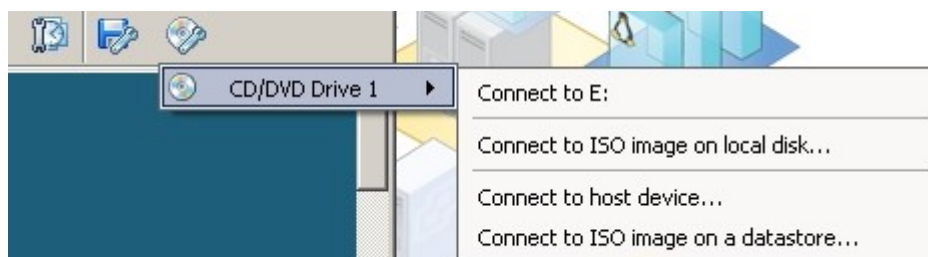 CD/DVD Drive 1
Connect to E:
Connect to ISO image on local disk...
Connect to host device...
Connect to ISO image on a datastore...